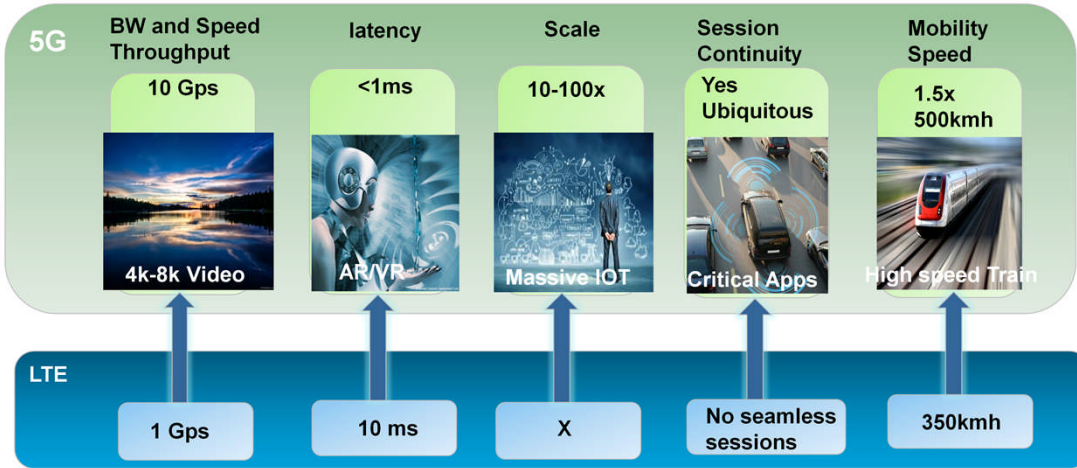 5G
BW and Speed
Throughput
latency
Scale
Session
Continuity
Mobility
Speed
10 Gps
<1ms
10-100x
Yes
Ubiquitous
1.5x
500kmh
4k-8k Video
AR/VR
Massive IOT
Critical Apps
High speed Train
LTE
1 Gps
10 ms
X
No seamless
sessions
350kmh